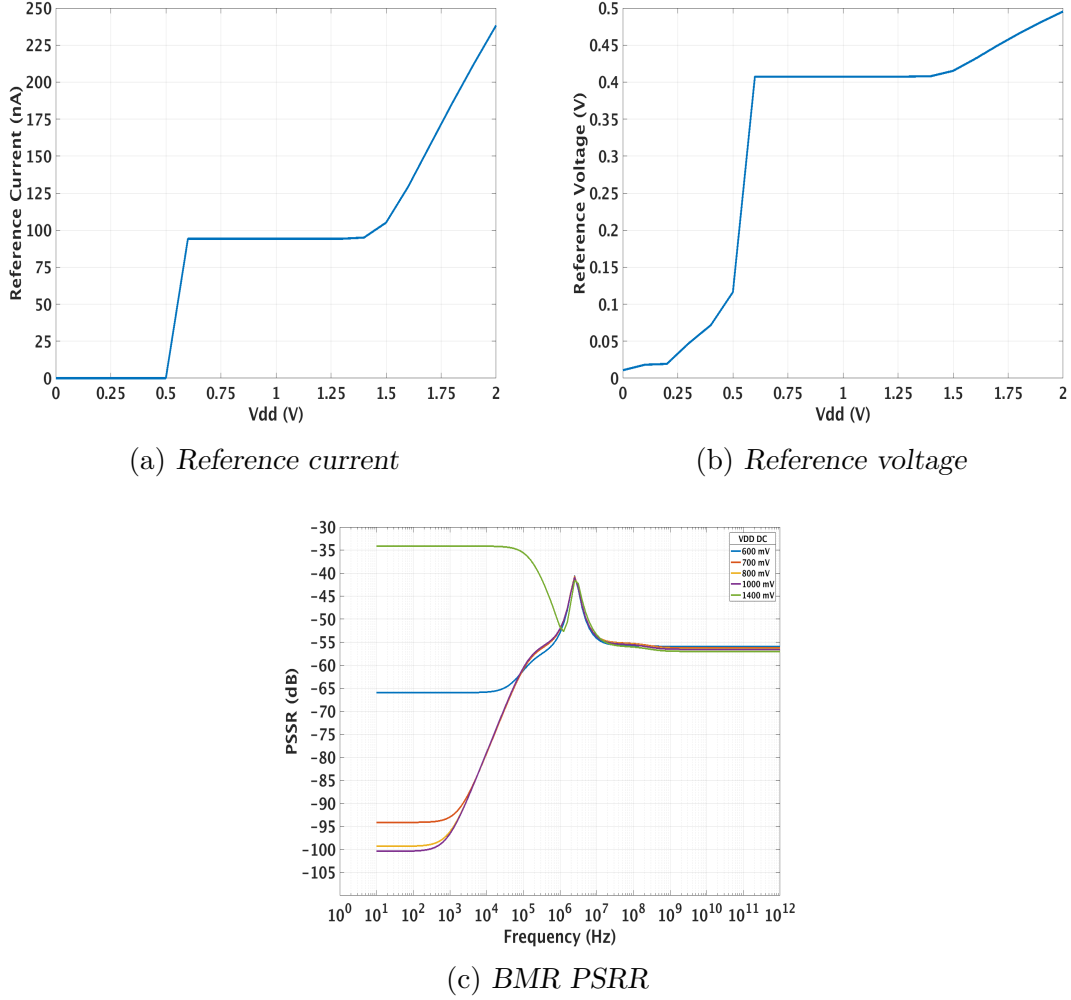 250
225
200
175
150
125
100
75
50
25
0
Reference Current (nA)
0 0.25 0.5 0.75 1 1.25 1.5 1.75 2
Vdd (V)
(a) Reference current
0.5
0.45
0.4
0.35
0.3
0.25
0.2
0.15
0.1
0.05
0
Reference Voltage (V)
0 0.25 0.5 0.75 1 1.25 1.5 1.75 2
Vdd (V)
(b) Reference voltage
-30
-35
-40
-45
-50
-55
-60
-65
-70
-75
-80
-85
-90
-95
-100
-105
PSSR (dB)
VDD DC
600 mV
700 mV
800 mV
1000 mV
1400 mV
10^0 10^1 10^2 10^3 10^4 10^5 10^6 10^7 10^8 10^9 10^10 10^11 10^12
Frequency (Hz)
(c) BMR PSRR